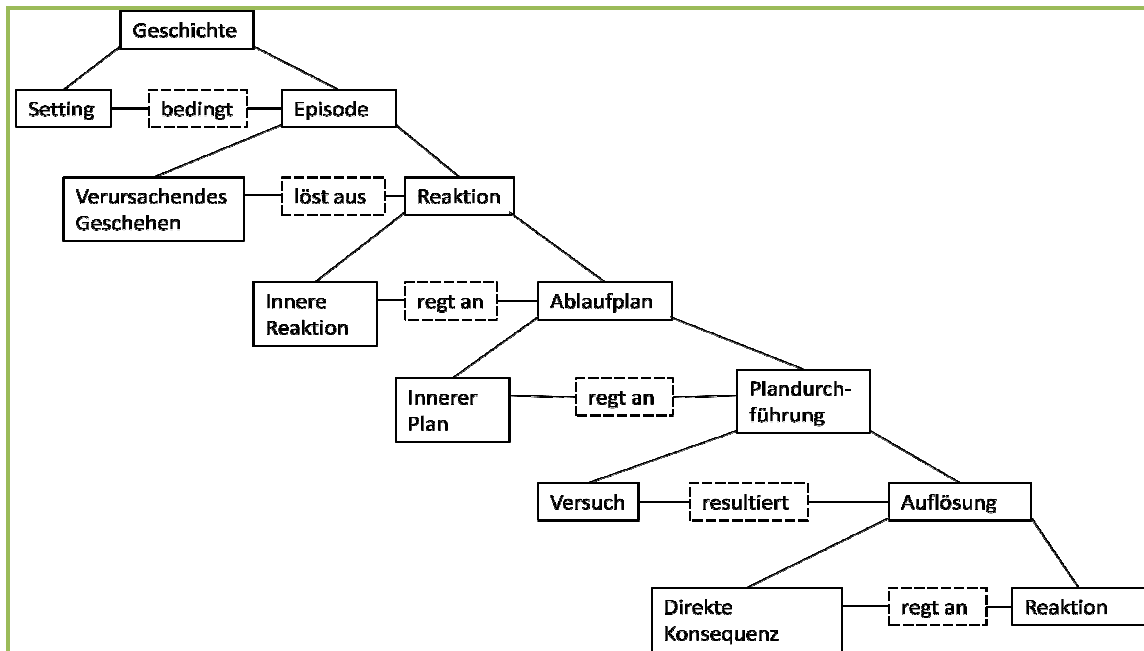 Geschichte
Setting
bedingt
Episode
Verursachendes
Geschehen
löst aus
Reaktion
Innere
Reaktion
regt an
Ablaufplan
Innerer
Plan
regt an
Plandurch-
führung
Versuch
resultiert
Auflösung
Direkte
Konsequenz
regt an
Reaktion